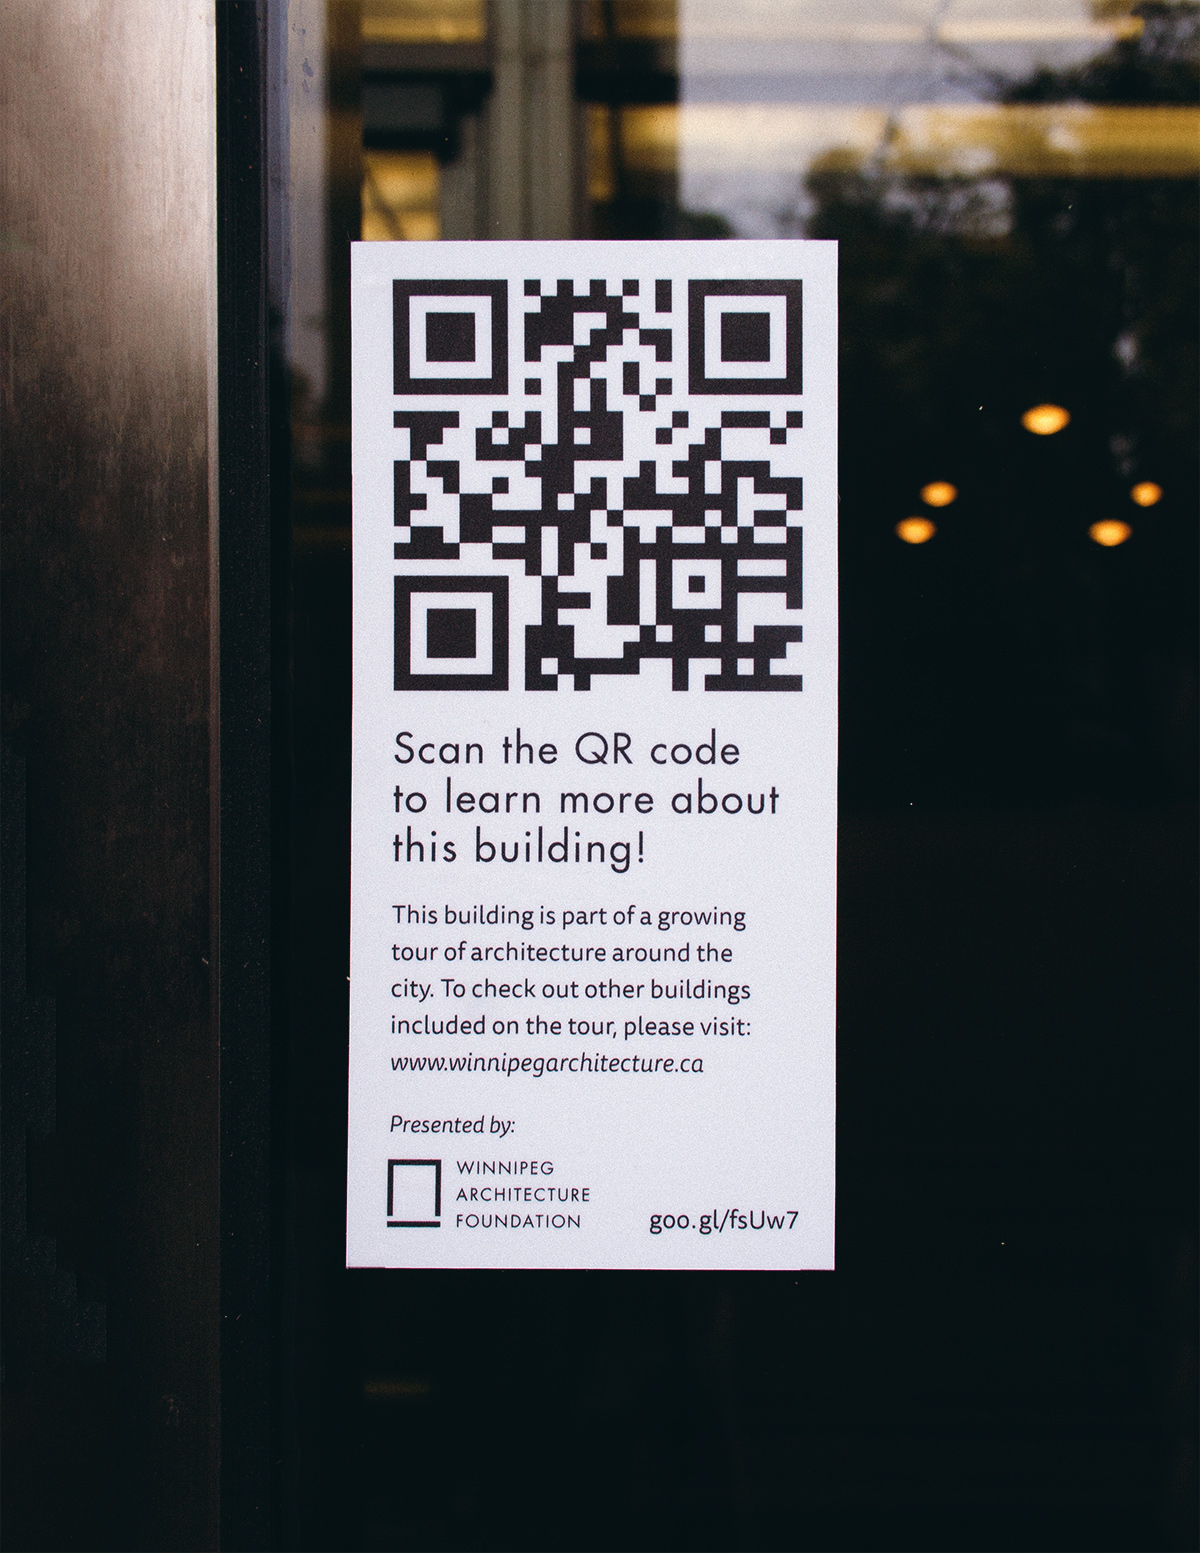 Scan the QR code
to learn more about
this building!
This building is part of a growing
tour of architecture around the
city. To check out other buildings
included on the tour, please visit:
www.winnipegarchitecture.ca
Presented by:
WINNIPEG
ARCHITECTURE
FOUNDATION
goo.gl/fsUw7